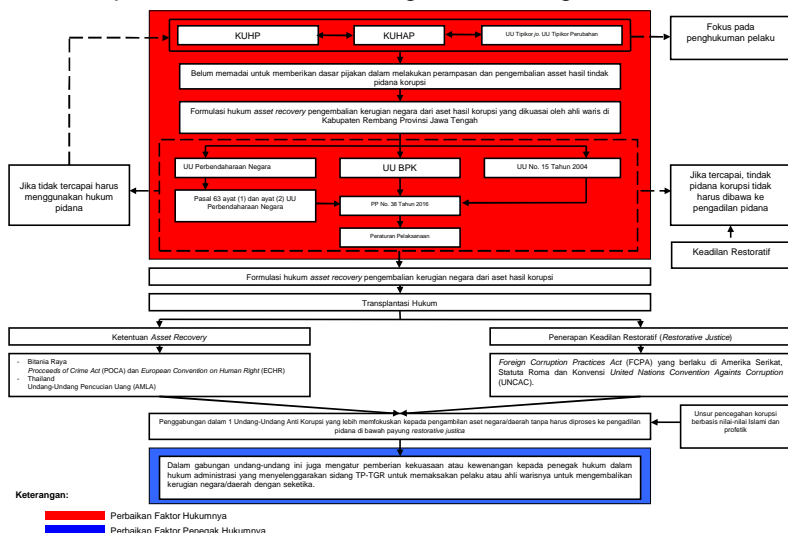 KUHP
KUHAP
UU Tipikor jo. UU Tipikor Perubahan
Fokus pada
penghukuman pelaku
Belum memadai untuk memberikan dasar pijakan dalam melakukan perampasan dan pengembalian asset hasil tindak
pidana korupsi
Formulasi hukum asset recovery pengembalian kerugian negara dari aset hasil korupsi yang dikuasai oleh ahli waris di
Kabupaten Rembang Provinsi Jawa Tengah
UU Perbendaharaan Negara
UU BPK
UU No. 15 Tahun 2004
Jika tidak tercapai harus
menggunakan hukum
pidana
Pasal 63 ayat (1) dan ayat (2) UU
Perbendaharaan Negara
PP No. 38 Tahun 2016
Peraturan Pelaksanaan
Jika tercapai, tindak
pidana korupsi tidak
harus dibawa ke
pengadilan pidana
Keadilan Restoratif
Formulasi hukum asset recovery pengembalian kerugian negara dari aset hasil korupsi
Transplantasi Hukum
Ketentuan Asset Recovery
Penerapan Keadilan Restoratif (Restorative Justice)
- Bitania Raya
Procceeds of Crime Act (POCA) dan European Convention on Human Right (ECHR)
- Thailand
Undang-Undang Pencucian Uang (AMLA)
Foreign Corruption Practices Act (FCPA) yang berlaku di Amerika Serikat,
Statuta Roma dan Konvensi United Nations Convention Againts Corruption
(UNCAC).
Penggabungan dalam 1 Undang-Undang Anti Korupsi yang lebih memfokuskan kepada pengambilan aset negara/daerah tanpa harus diproses ke pengadilan
pidana di bawah payung restorative justica
Unsur pencegahan korupsi
berbasis nilai-nilai Islami dan
profetik
Dalam gabungan undang-undang ini juga mengatur pemberian kekuasaan atau kewenangan kepada penegak hukum dalam
hukum administrasi yang menyelenggarakan sidang TP-TGR untuk memaksakan pelaku atau ahli warisnya untuk mengembalikan
kerugian negara/daerah dengan seketika.
Keterangan:
Perbaikan Faktor Hukumnya
Perbaikan Faktor Penegak Hukumnya